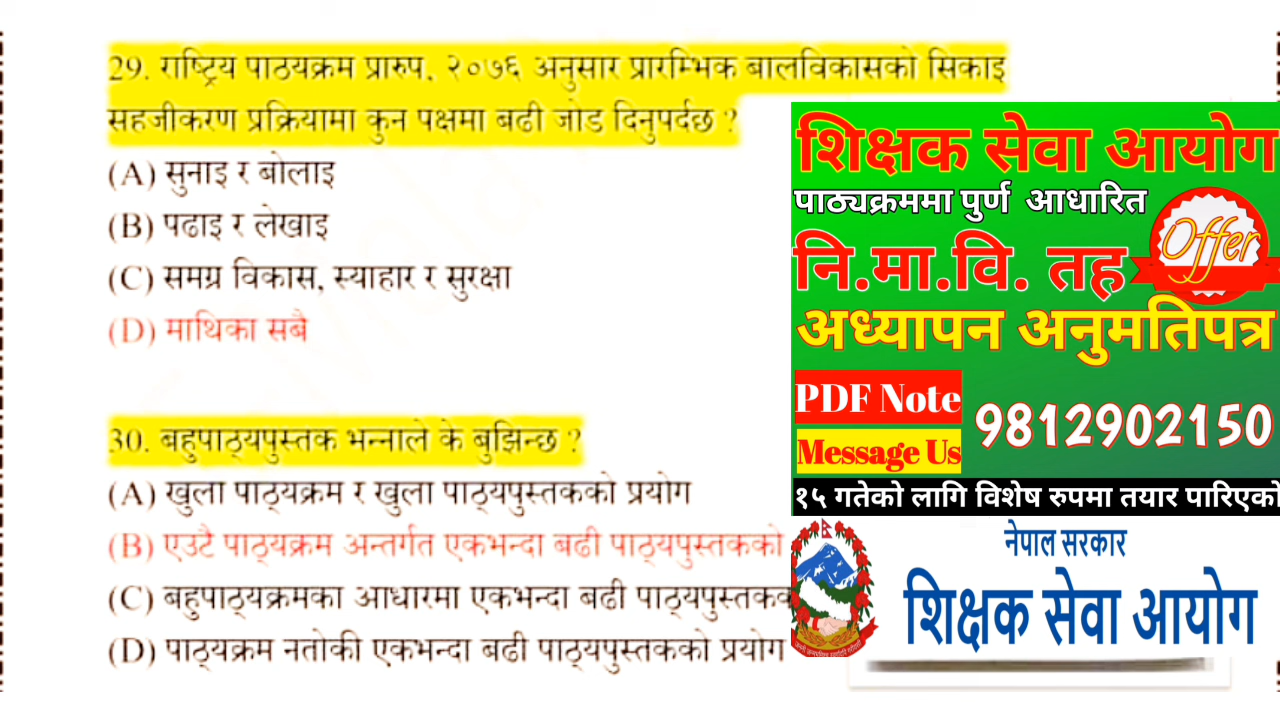 29. राष्ट्रिय पाठयक्रम प्रारुप, २०७६ अनुसार प्रारम्भिक बालविकासको सिकाइ
सहजीकरण प्रक्रियामा कुन पक्षमा बढी जोड दिनुपर्दछ ?
(A) सुनाइ र बोलाइ
(B) पढाइ र लेखाइ
(C) समग्र विकास, स्याहार र सुरक्षा
(D) माथिका सबै
30. बहुपाठ्यपुस्तक भन्नाले के बुझिन्छ ?
(A) खुला पाठ्यक्रम र खुला पाठ्यपुस्तकको प्रयोग
(B) एउटै पाठ्यक्रम अन्तर्गत एकभन्दा बढी पाठ्यपुस्तकको
(C) बहुपाठ्यक्रमका आधारमा एकभन्दा बढी
(D) पाठ्यक्रम नतोकी एकभन्दा बढी पाठ्यपुस्तकको प्रयोग
शिक्षक सेवा आयोग
पाठ्यक्रममा पुर्ण आधारित
Offer
नि.मा.वि. तह
अध्यापन अनुमतिपत्र
PDF Note
Message Us
9812902150
१५ गतेको लागि विशेष रुपमा तयार पारिएको
नेपाल सरकार
शिक्षक सेवा आयोग